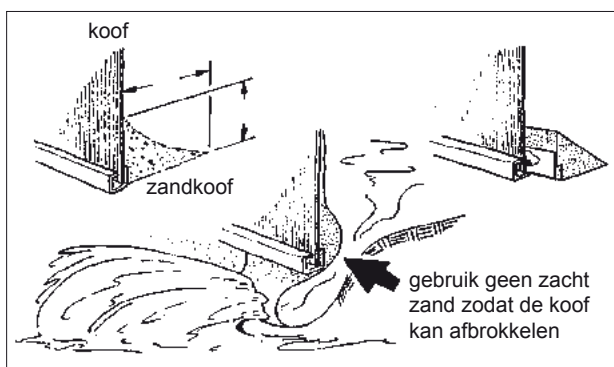 koof
zandkoof
gebruik geen zacht
zand zodat de koof
kan afbrokkelen